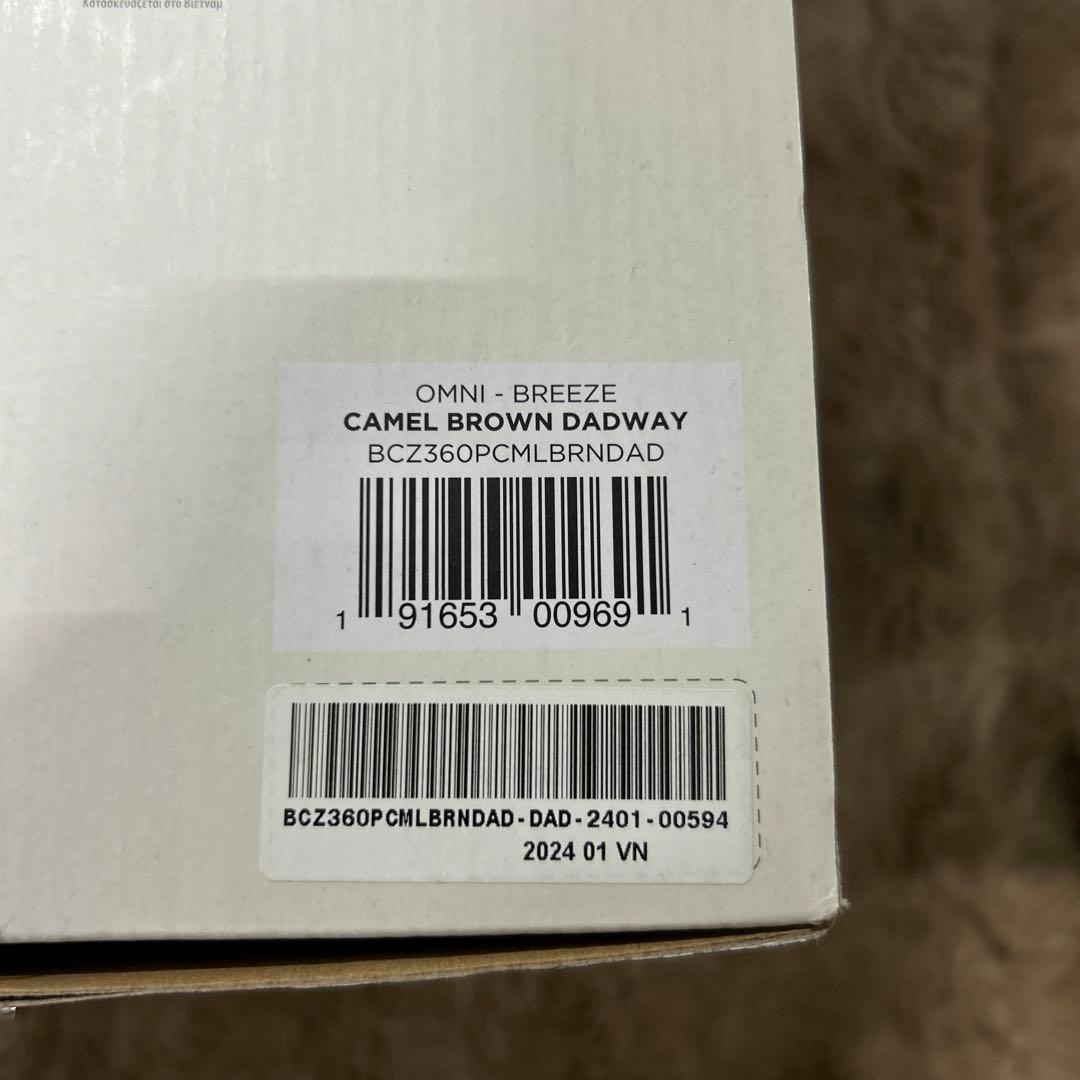 Κατασκευάζεται στο Βιετνάμ
OMNI - BREEZE
CAMEL BROWN DADWAY
BCZ360PCMLBRNDAD
1 91653 00969 1
BCZ360PCMLBRNDAD-DAD-2401-00594
2024 01 VN